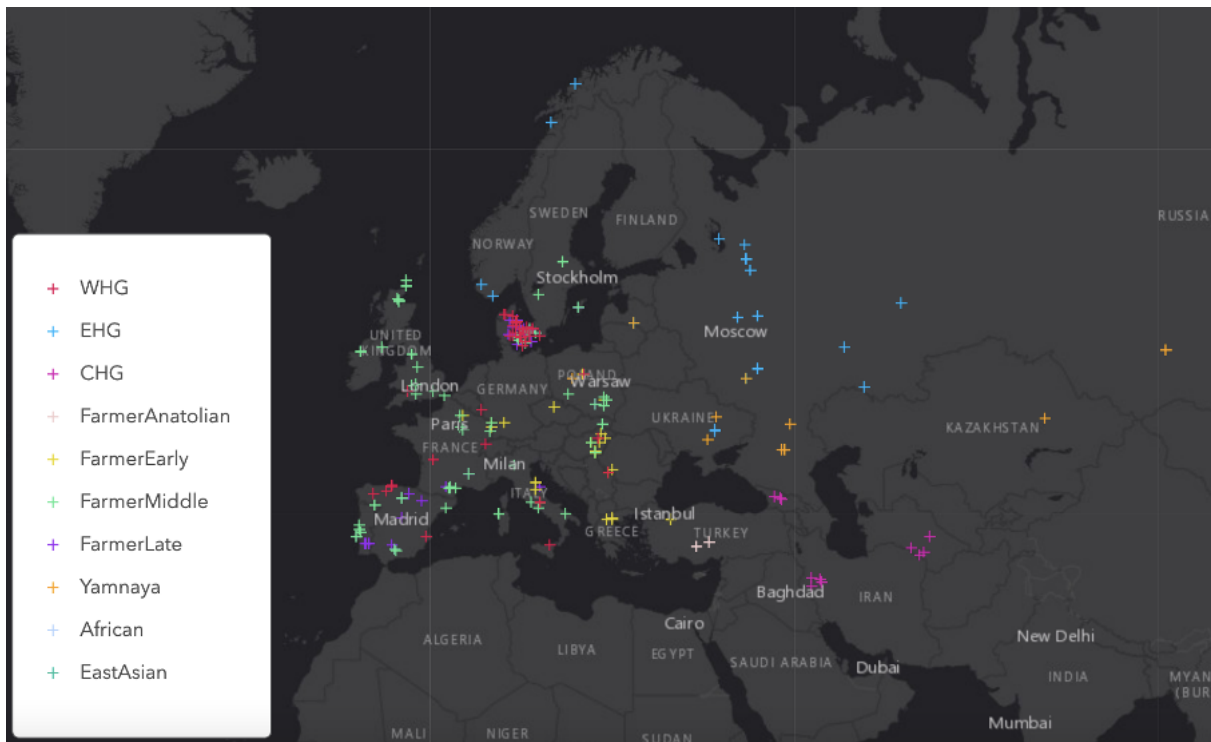 RUSSIA
SWEDEN
FINLAND
NORWAY
Stockholm
WHG
EHG
CHG
FarmerAnatolian
FarmerEarly
FarmerMiddle
FarmerLate
Yamnaya
African
EastAsian
UNITED
KINGDOM
Moscow
London
GERMANY
POLAND
Warsaw
Paris
FRANCE
UKRAINE
KAZAKHSTAN
Milan
ITALY
Madrid
Istanbul
GREECE
TURKEY
Baghdad
IRAN
Cairo
ALGERIA
LIBYA
EGYPT
SAUDI ARABIA
Dubai
New Delhi
INDIA
MYAN
(BUR
Mumbai
MALI
NIGER
SUDAN